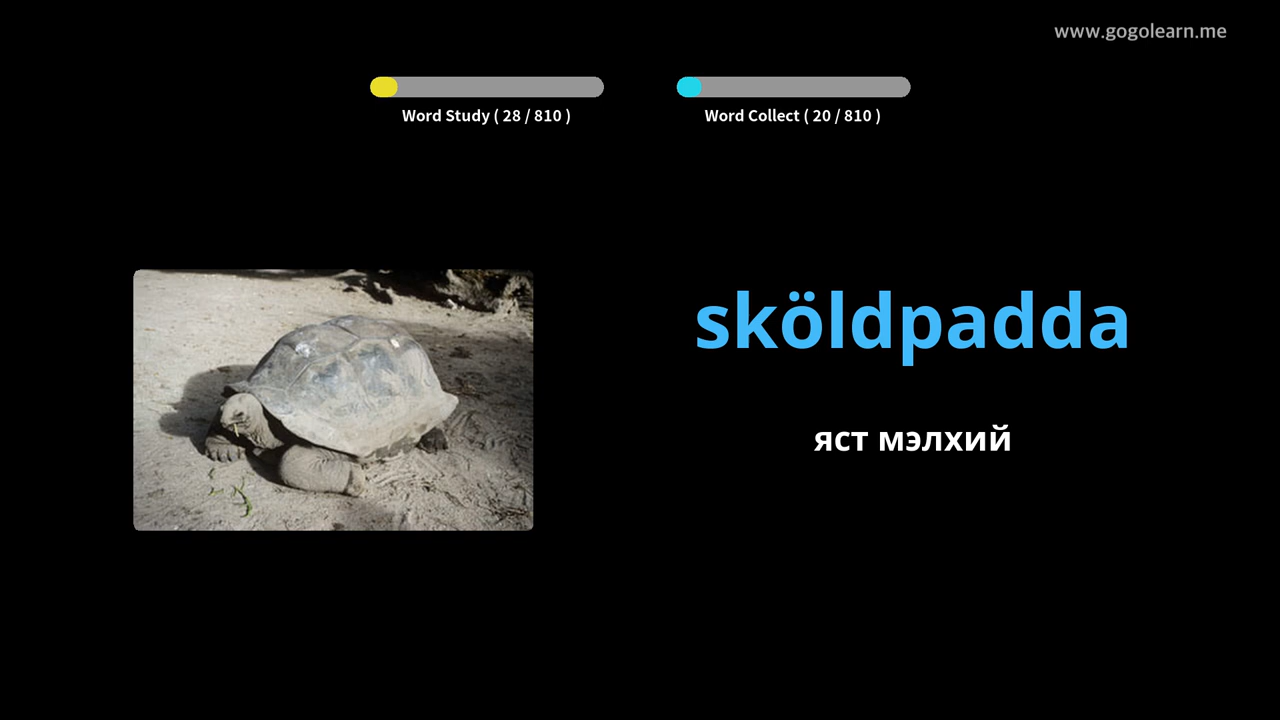 www.gogolearn.me
Word Study ( 28 / 810 )
Word Collect ( 20 / 810 )
sköldpadda
яст мэлхий